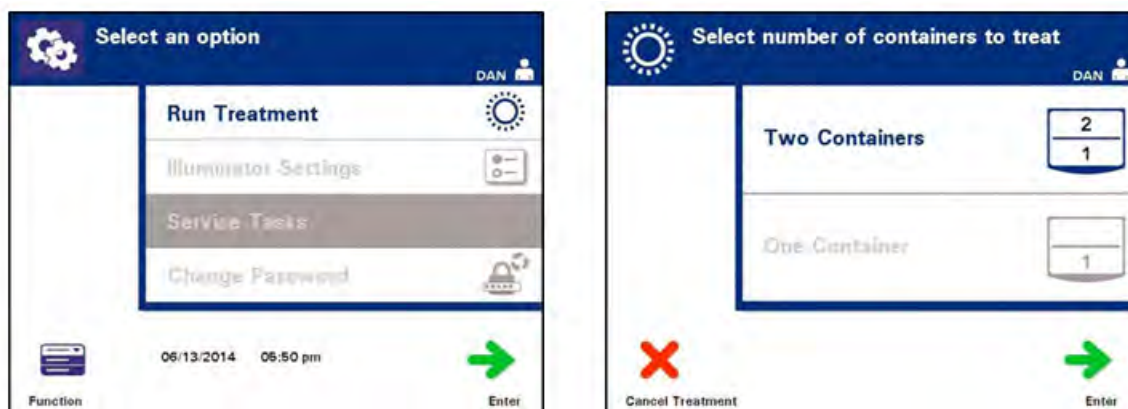 Select an option
DAN
Run Treatment
Illuminator Settings
Service Tasks
Change Password
06/13/2014 05:50 pm
Function
Enter
Select number of containers to treat
DAN
Two Containers
2
1
One Container
1
Cancel Treatment
Enter